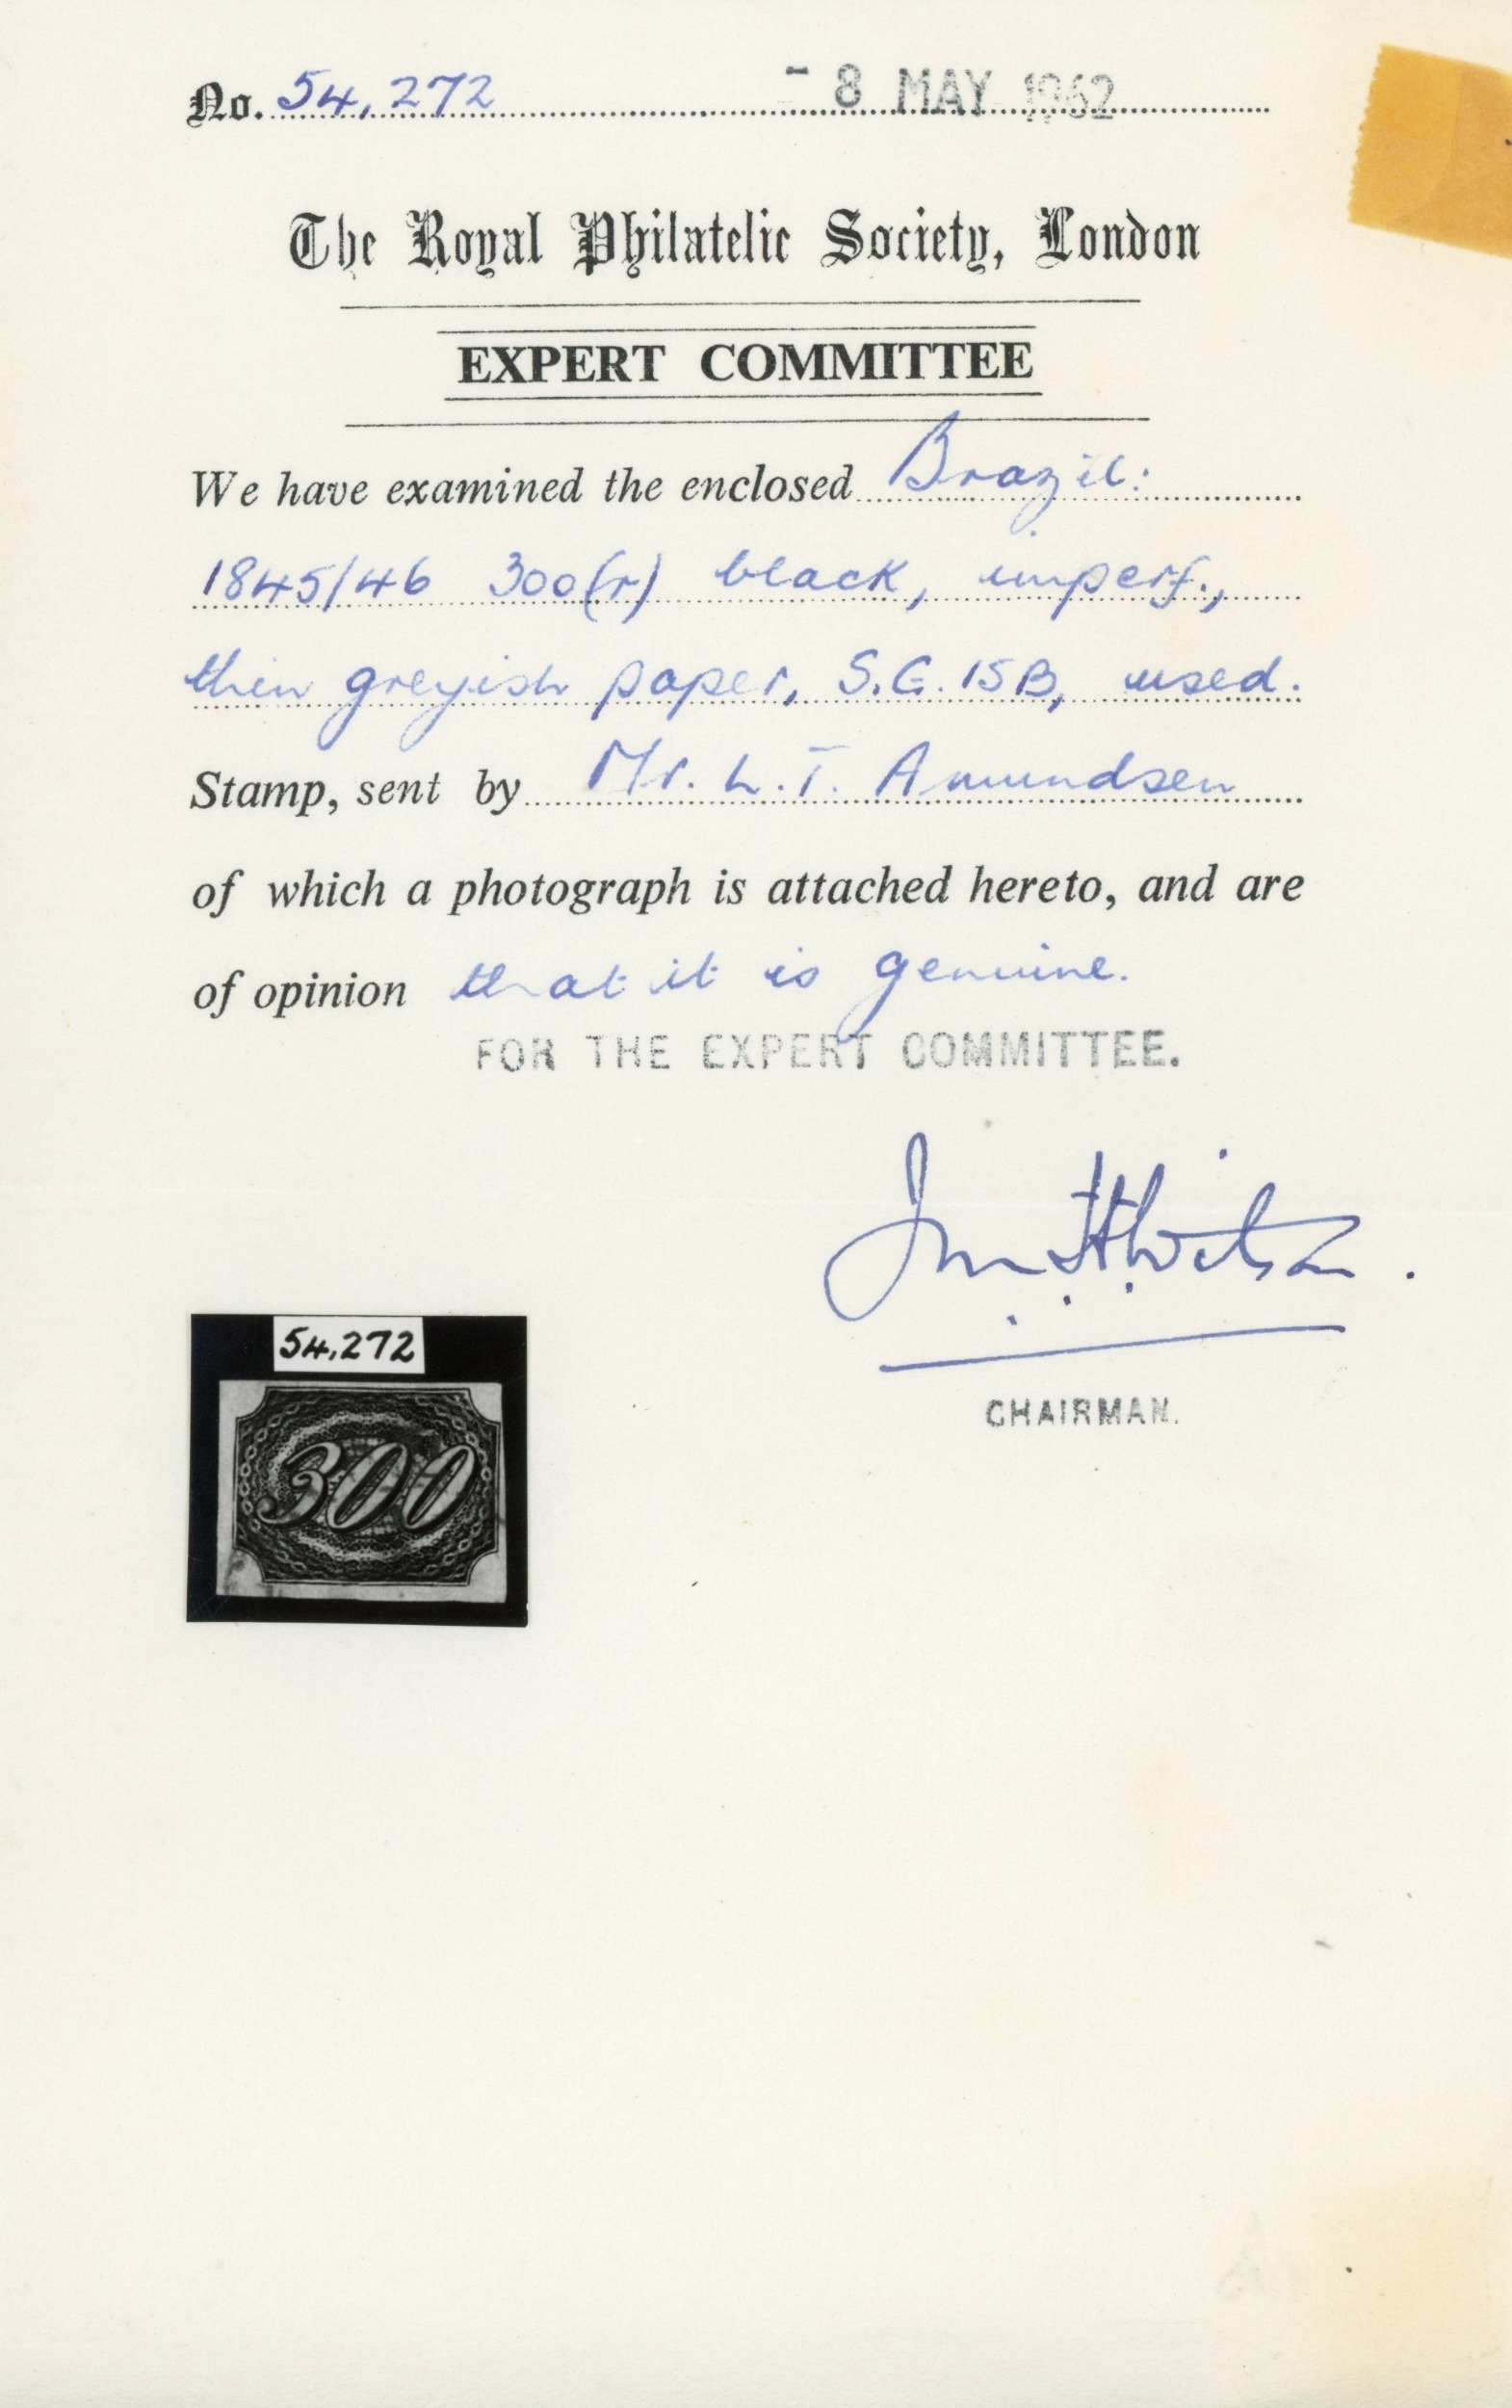 No. 54,272 - 8 MAY 1962
The Royal Philatelic Society, London
EXPERT COMMITTEE
We have examined the enclosed Brazil:
1845/46 300(r) black, imperf.,
thin greyish paper, S.G. 15B, used.
Stamp, sent by Mr. L. T. Amundsen
of which a photograph is attached hereto, and are
of opinion that it is genuine.
FOR THE EXPERT COMMITTEE.
CHAIRMAN.
54,272
300